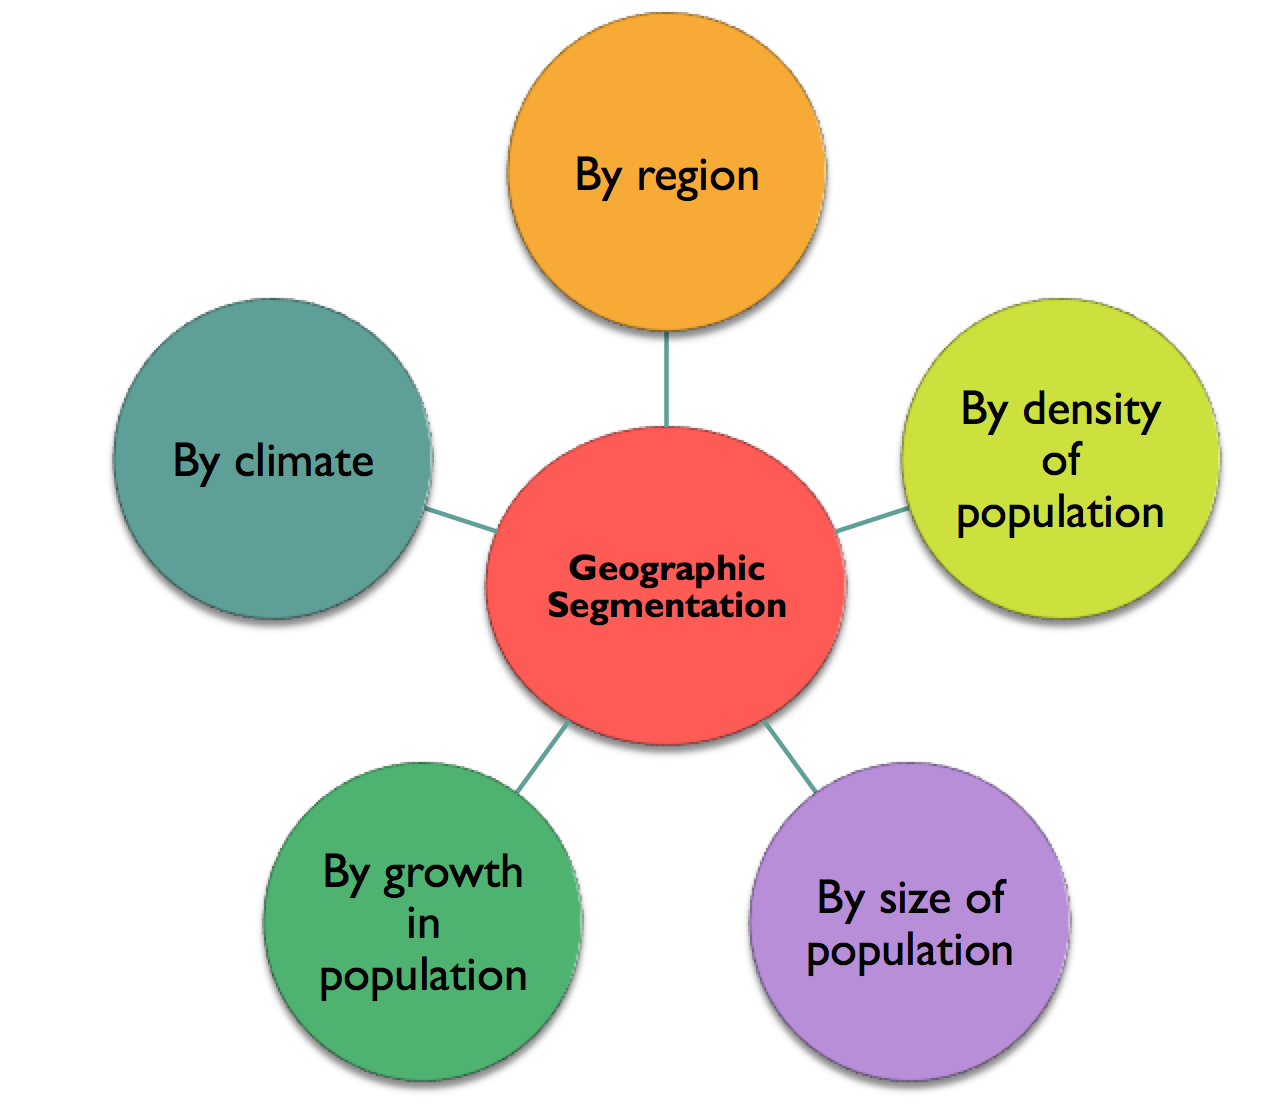 By region
By climate
By density
of
population
Geographic
Segmentation
By growth
in
population
By size of
population